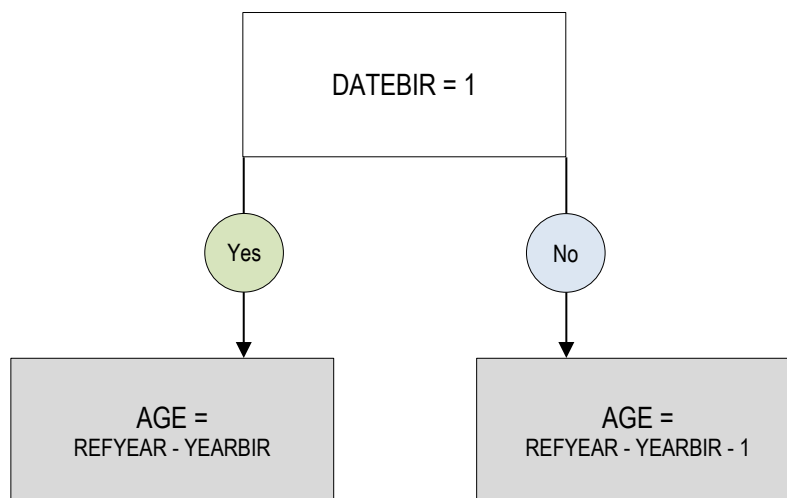 DATEBIR = 1
Yes
No
AGE =
REFYEAR - YEARBIR
AGE =
REFYEAR - YEARBIR - 1